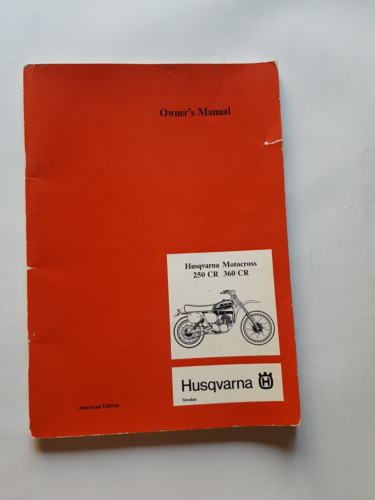 Owner's Manual
Husqvarna Motocross
250 CR 360 CR
Husqvarna
Sweden
American Edition